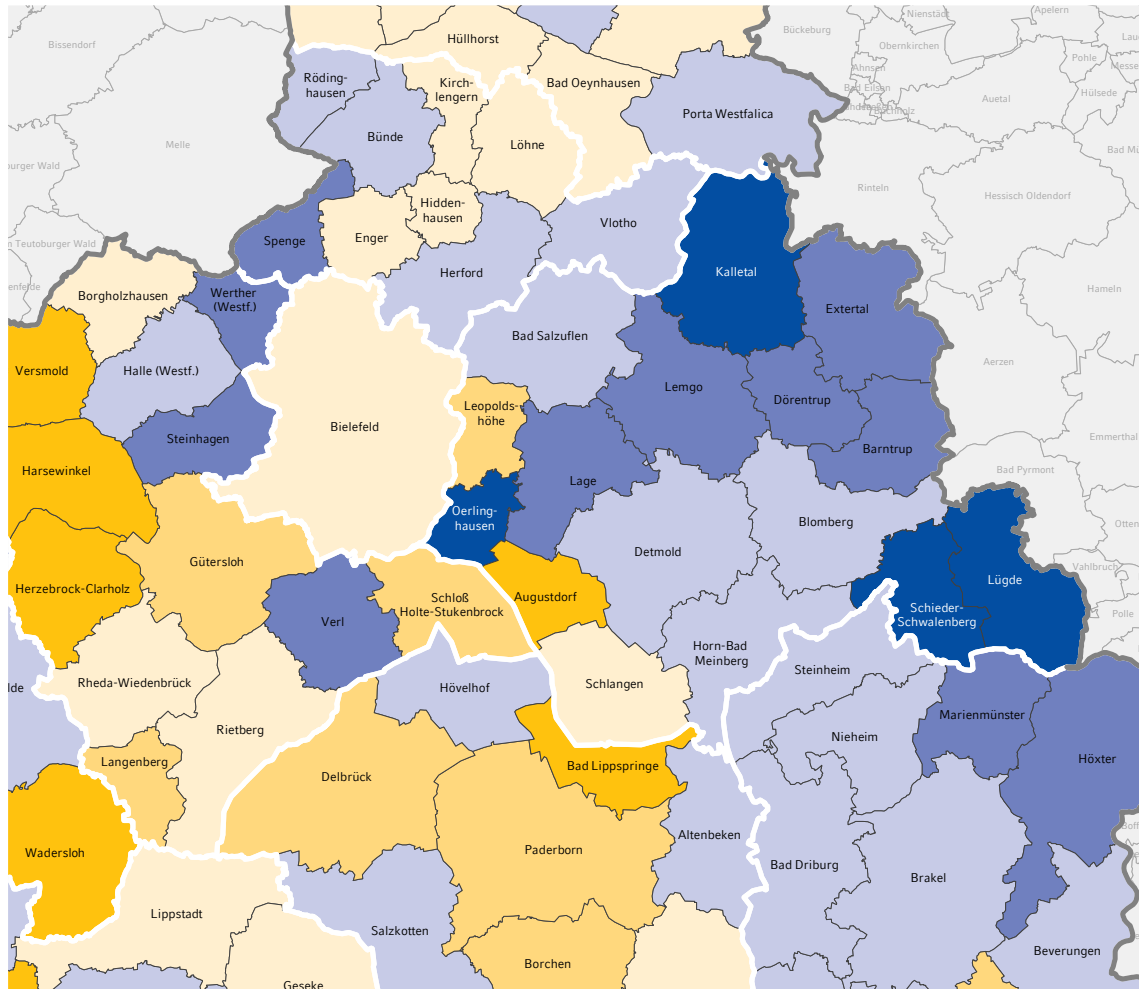 Apelern
Nienstädt
Bückeburg
Bissendorf
Hüllhorst
Obernkirchen
Pohle
Ahnsen
Röding-
hausen
Kirch-
lengern
Bad Oeynhausen
Bad Eilsen
Auetal
Hülsede
Buchholz
Porta Westfalica
Bünde
Löhne
Melle
Rinteln
Hessisch Oldendorf
Hidden-
hausen
Vlotho
Spenge
Enger
Herford
Kalletal
Borgholzhausen
Werther
(Westf.)
Hameln
Extertal
Bad Salzuflen
Aerzen
Versmold
Halle (Westf.)
Lemgo
Dörentrup
Leopolds-
höhe
Bielefeld
Steinhagen
Emmerthal
Barntrup
Harsewinkel
Bad Pyrmont
Lage
Oerling-
hausen
Blomberg
Detmold
Gütersloh
Vahlbruch
Lügde
Herzebrock-Clarholz
Augustdorf
Schloß
Holte-Stukenbrock
Schieder-
Schwalenberg
Polle
Verl
Horn-Bad
Meinberg
Steinheim
Rheda-Wiedenbrück
Schlangen
Hövelhof
Marienmünster
Rietberg
Nieheim
Langenberg
Bad Lippspringe
Höxter
Delbrück
Altenbeken
Paderborn
Wadersloh
Bad Driburg
Brakel
Lippstadt
Salzkotten
Beverungen
Borchen
Geseke